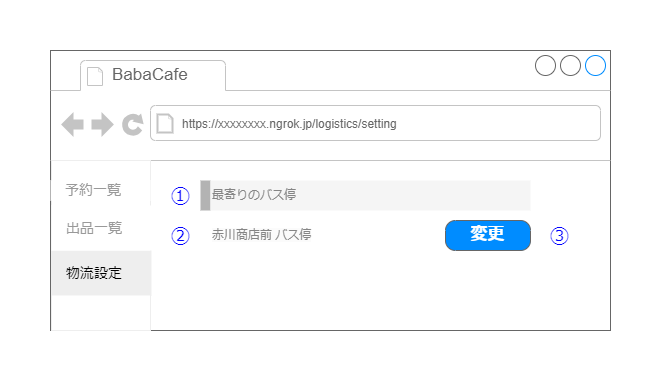 BabaCafe
https://xxxxxxxx.ngrok.jp/logistics/setting
予約一覧
① 最寄りのバス停
出品一覧
② 赤川商店前 バス停 変更 ③
物流設定